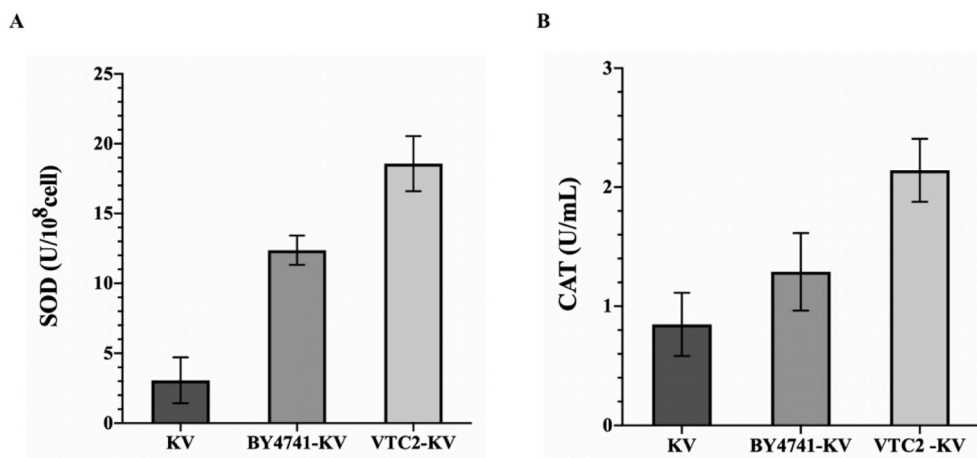 A
SOD (U/10⁸cell)
25
20
15
10
5
0
KV BY4741-KV VTC2-KV
B
CAT (U/mL)
3
2
1
0
KV BY4741-KV VTC2 -KV